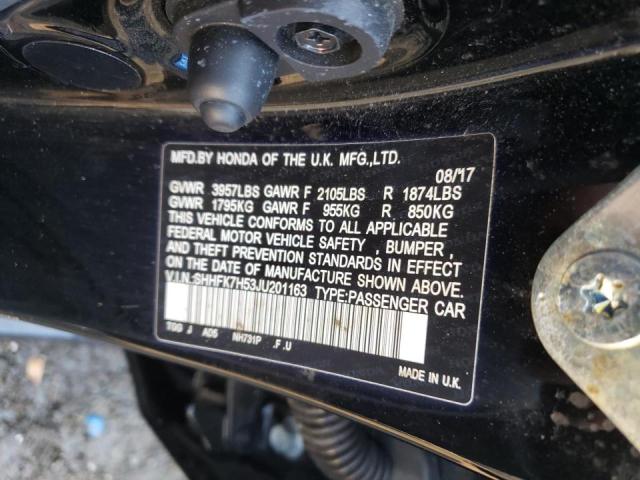 MFD.BY HONDA OF THE U.K. MFG.,LTD.
08/17
GVWR 3957LBS GAWR F 2105LBS R 1874LBS
GVWR 1795KG GAWR F 955KG R 850KG
THIS VEHICLE CONFORMS TO ALL APPLICABLE
FEDERAL MOTOR VEHICLE SAFETY , BUMPER ,
AND THEFT PREVENTION STANDARDS IN EFFECT
ON THE DATE OF MANUFACTURE SHOWN ABOVE.
V.I.N:SHHFK7H53JU201163 TYPE:PASSENGER CAR
TGG J AD5 NH731P .F.U
MADE IN U.K.